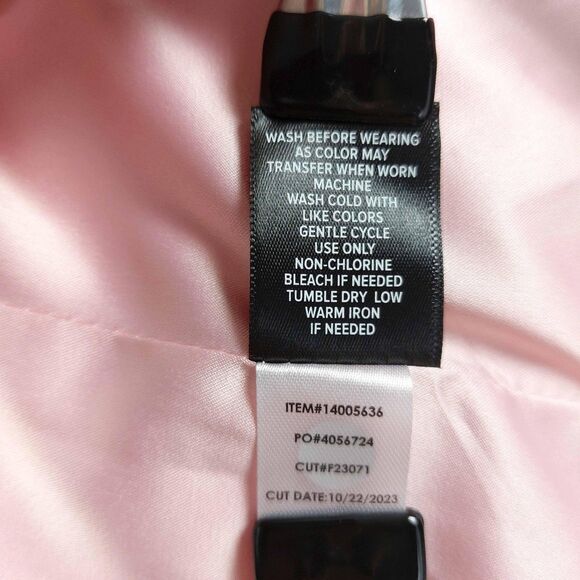 WASH BEFORE WEARING
AS COLOR MAY
TRANSFER WHEN WORN
MACHINE
WASH COLD WITH
LIKE COLORS
GENTLE CYCLE
USE ONLY
NON-CHLORINE
BLEACH IF NEEDED
TUMBLE DRY LOW
WARM IRON
IF NEEDED
ITEM#14005636
PO#4056724
CUT#F23071
CUT DATE:10/22/2023